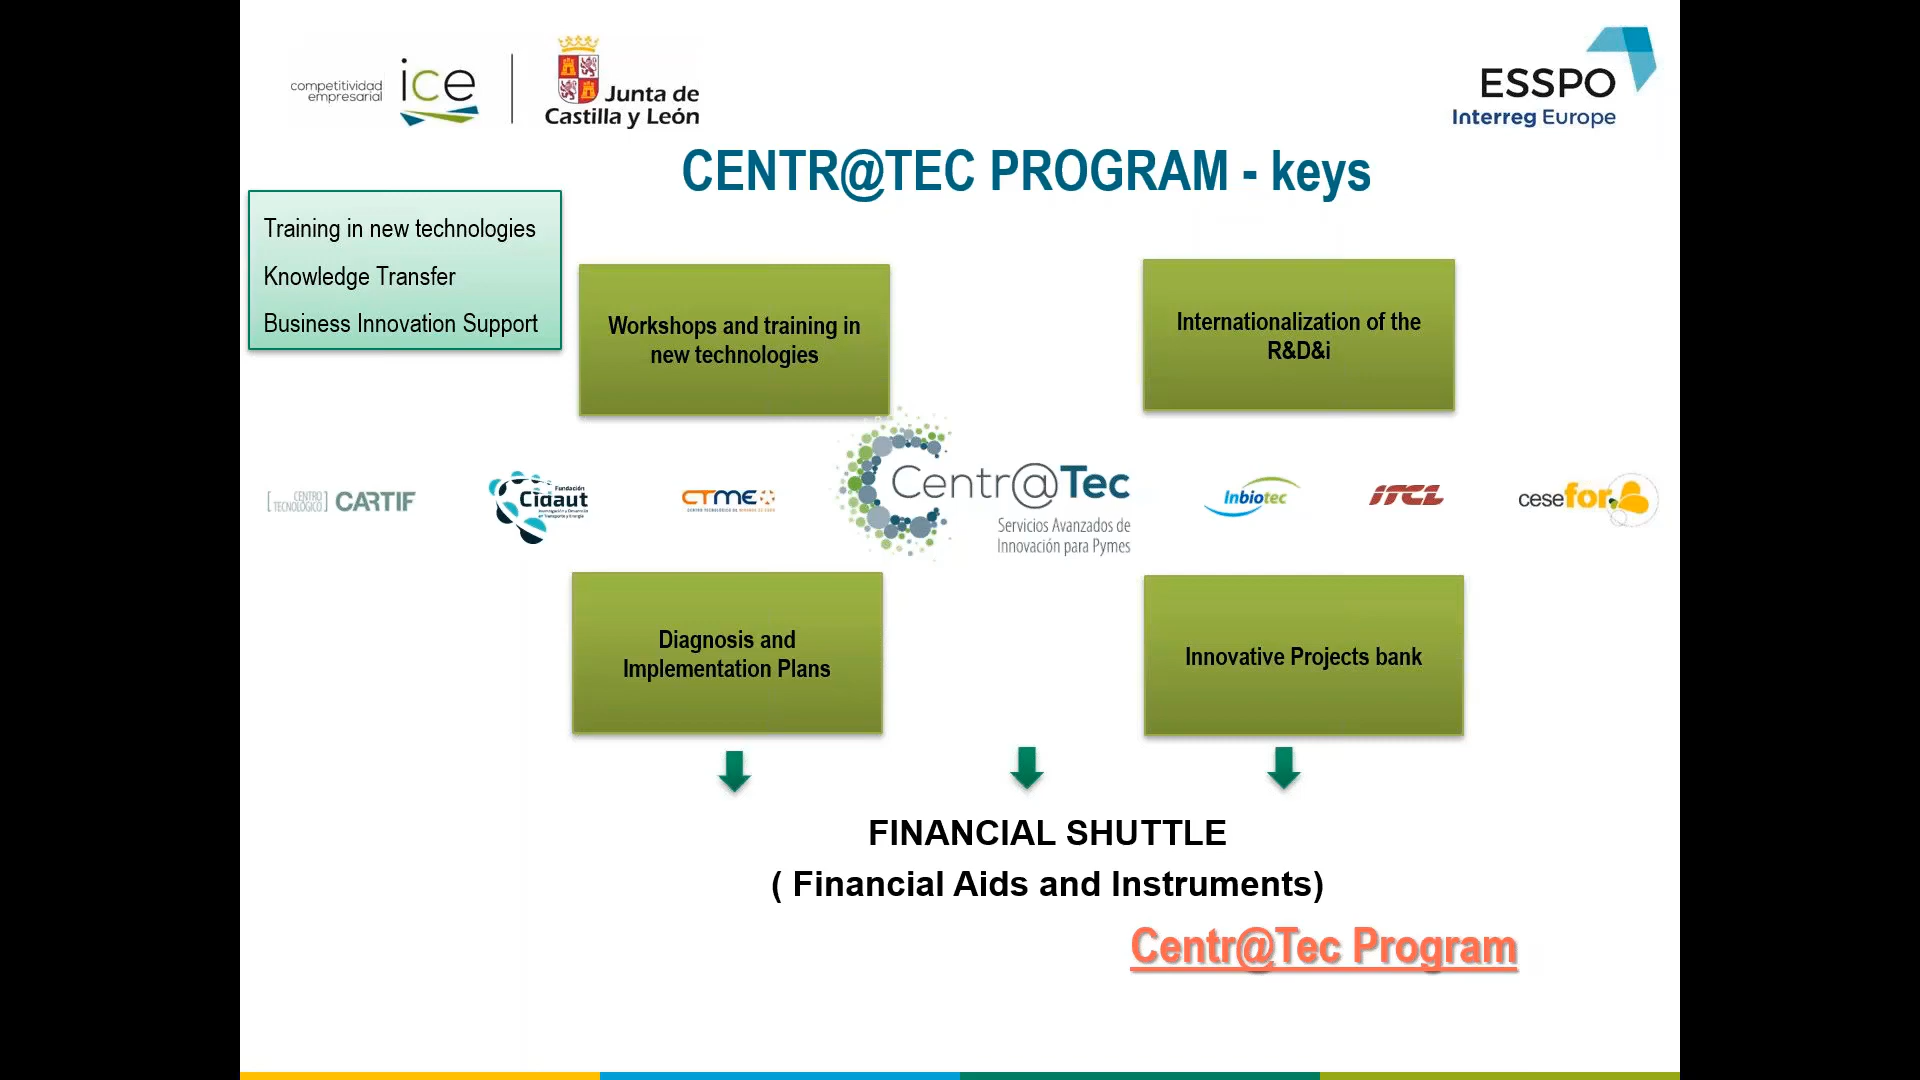 competitividad
empresarial
ice
Junta de
Castilla y León
ESSPO
Interreg Europe
CENTR@TEC PROGRAM - keys
Training in new technologies
Knowledge Transfer
Business Innovation Support
Workshops and training in
new technologies
Internationalization of the
R&D&i
[CENTRO
TECNOLÓGICO] CARTIF
Fundación
Cidaut
CTME
Centr@Tec
Servicios Avanzados de
Innovación para Pymes
Inbiotec
ITCL
cesefor
Diagnosis and
Implementation Plans
Innovative Projects bank
FINANCIAL SHUTTLE
( Financial Aids and Instruments)
Centr@Tec Program